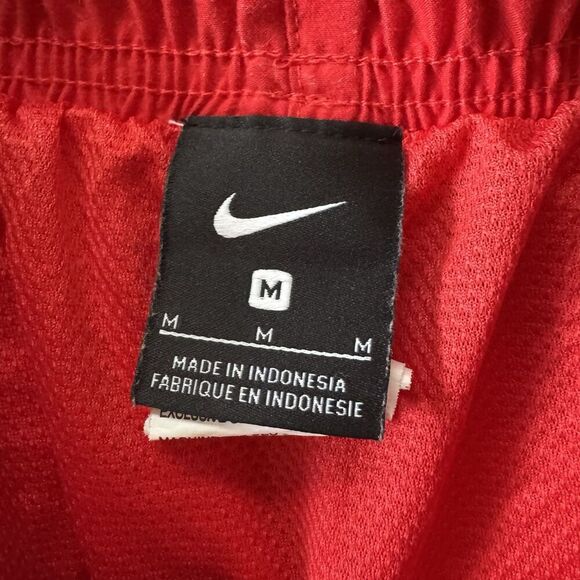 M
M M M
MADE IN INDONESIA
FABRIQUE EN INDONESIE